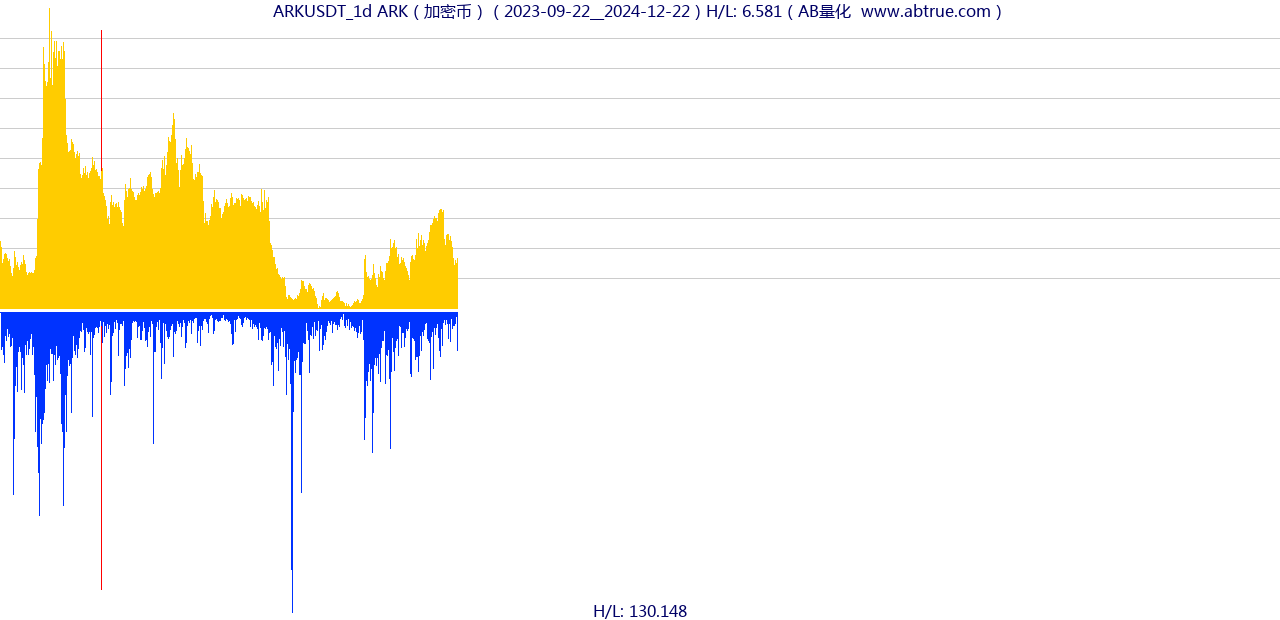 ARKUSDT_1d ARK（加密币）（2023-09-22__2024-12-22）H/L: 6.581（AB量化  www.abtrue.com）
H/L: 130.148